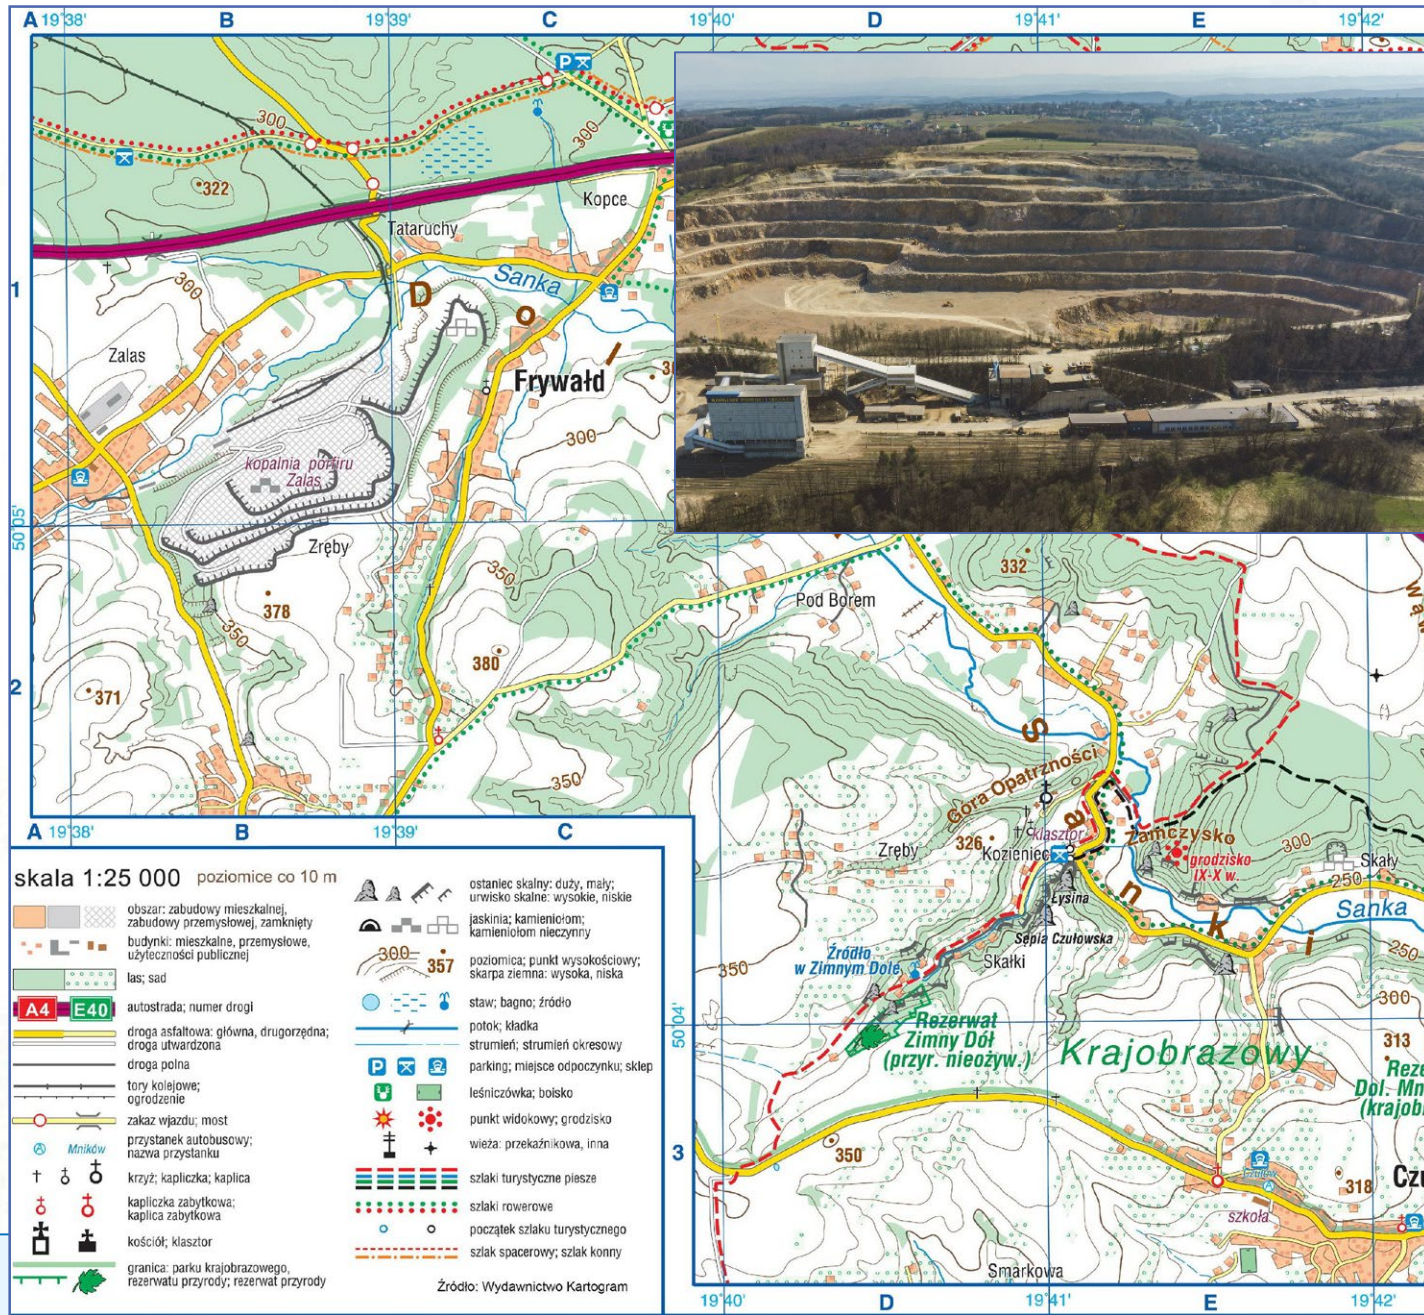 A 19°38' B 19°39' C 19°40' D 19°41' E 19°42'
P
300
300
322
Kopce
Tataruchy
1
Sanka
300
D
o
l
Zalas
Frywałd
300
kopalnia porfiru
Zalas
50°05'
Zręby
350
332
378
350
Pod Borem
380
2
371
350
S
Góra Opatrzności
a
Zamczysko
klasztor
326
Zręby
Kozieniec
grodzisko
IX-X w.
300
Skały
250
Łysina
n
k
i
Sanka
Sępia Czułowska
250
Źródło
w Zimnym Dole
Skałki
350
300
50°04'
Rezerwat
Zimny Dół
(przyr. nieożyw.)
Krajobrazowy
313
Reze
Dol. Mn
(krajob
3
350
318
Czu
szkoła
Smarkowa
A 19°38' B 19°39' C
19°40' D 19°41' E 19°42'
skala 1:25 000 poziomice co 10 m
obszar: zabudowy mieszkalnej,
zabudowy przemysłowej, zamknięty
budynki: mieszkalne, przemysłowe,
użyteczności publicznej
las; sad
A4 E40 autostrada; numer drogi
droga asfaltowa: główna, drugorzędna;
droga utwardzona
droga polna
tory kolejowe;
ogrodzenie
zakaz wjazdu; most
Mników przystanek autobusowy;
nazwa przystanku
krzyż; kapliczka; kaplica
kapliczka zabytkowa;
kaplica zabytkowa
kościół; klasztor
granica: parku krajobrazowego,
rezerwatu przyrody; rezerwat przyrody
ostaniec skalny: duży, mały;
urwisko skalne: wysokie, niskie
jaskinia; kamieniołom;
kamieniołom nieczynny
300 357 poziomica; punkt wysokościowy;
skarpa ziemna: wysoka, niska
staw; bagno; źródło
potok; kładka
strumień; strumień okresowy
P parking; miejsce odpoczynku; sklep
leśniczówka; boisko
punkt widokowy; grodzisko
wieża: przekaźnikowa, inna
szlaki turystyczne piesze
szlaki rowerowe
początek szlaku turystycznego
szlak spacerowy; szlak konny
Źródło: Wydawnictwo Kartogram